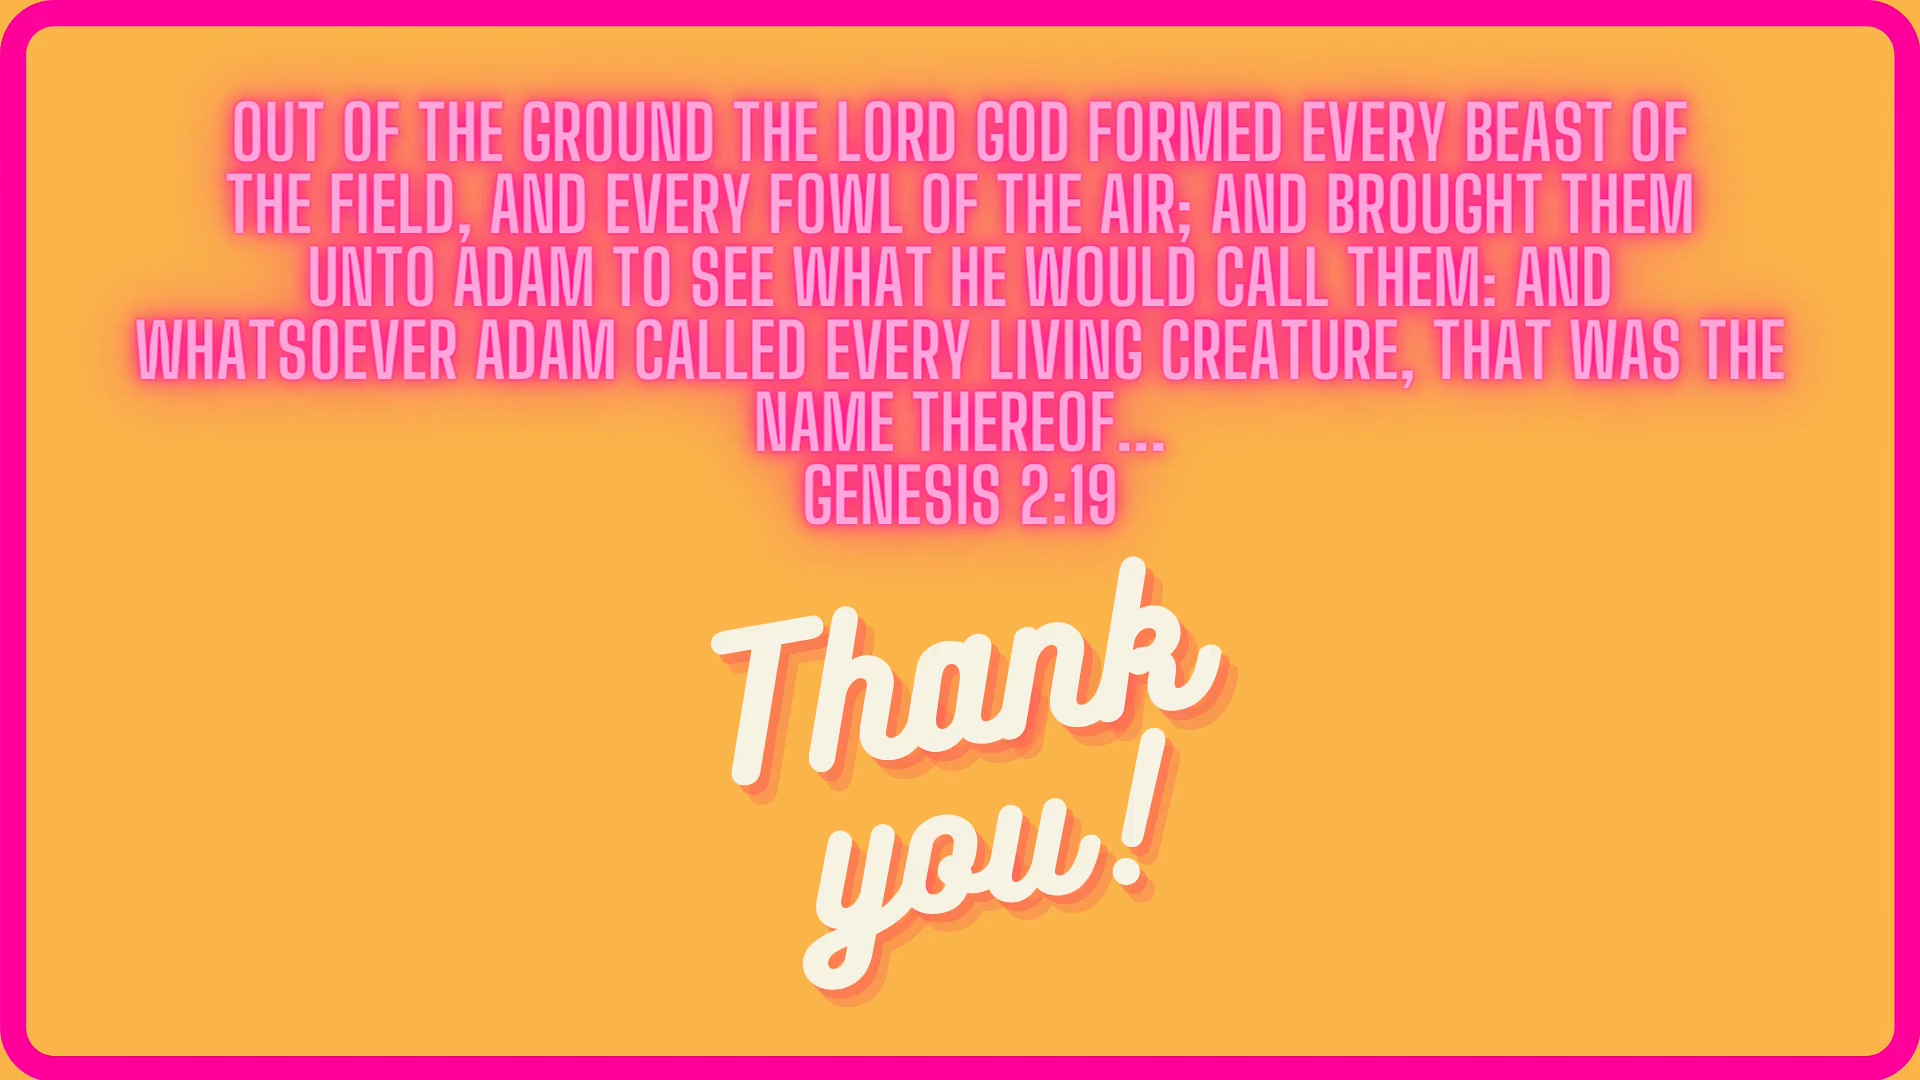 OUT OF THE GROUND THE LORD GOD FORMED EVERY BEAST OF
THE FIELD, AND EVERY FOWL OF THE AIR; AND BROUGHT THEM
UNTO ADAM TO SEE WHAT HE WOULD CALL THEM: AND
WHATSOEVER ADAM CALLED EVERY LIVING CREATURE, THAT WAS THE
NAME THEREOF...
GENESIS 2:19
Thank
you!